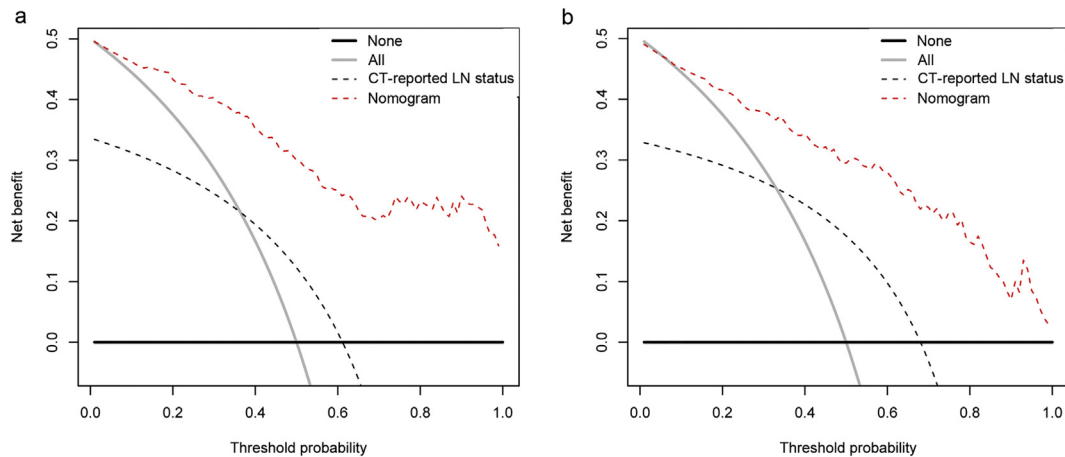 a
None
All
CT-reported LN status
Nomogram
Net benefit
0.0 0.1 0.2 0.3 0.4 0.5
0.0 0.2 0.4 0.6 0.8 1.0
Threshold probability
b
None
All
CT-reported LN status
Nomogram
Net benefit
0.0 0.1 0.2 0.3 0.4 0.5
0.0 0.2 0.4 0.6 0.8 1.0
Threshold probability